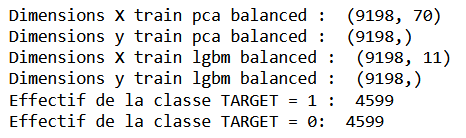 Dimensions X train pca balanced :  (9198, 70)
Dimensions y train pca balanced :  (9198,)
Dimensions X train lgbm balanced :  (9198, 11)
Dimensions y train lgbm balanced :  (9198,)
Effectif de la classe TARGET = 1 :  4599
Effectif de la classe TARGET = 0:  4599